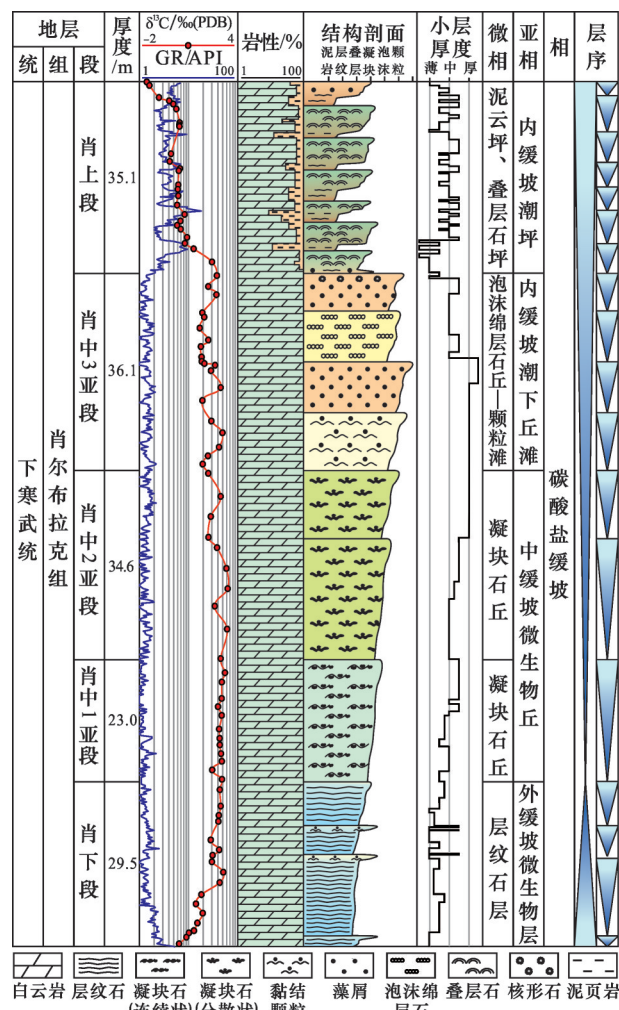 地层
统
组
段
厚度/m
δ¹³C/‰(PDB)
-2 4
GR/API
1 100
岩性/%
1 100
结构剖面
泥层叠凝泡颗
岩纹层块沫粒
小层厚度
薄中厚
微相
亚相
相
层序
下寒武统
肖尔布拉克组
肖上段
35.1
泥云坪、叠层石坪
内缓坡潮坪
肖中3亚段
36.1
泡沫绵层石丘—颗粒滩
内缓坡潮下丘滩
肖中2亚段
34.6
凝块石丘
中缓坡微生物丘
碳酸盐缓坡
肖中1亚段
23.0
凝块石丘
肖下段
29.5
层纹石层
外缓坡微生物层
白云岩
层纹石
凝块石
(连续状)
凝块石
(分散状)
黏结
颗粒
藻屑
泡沫绵
层石
叠层石
核形石
泥页岩